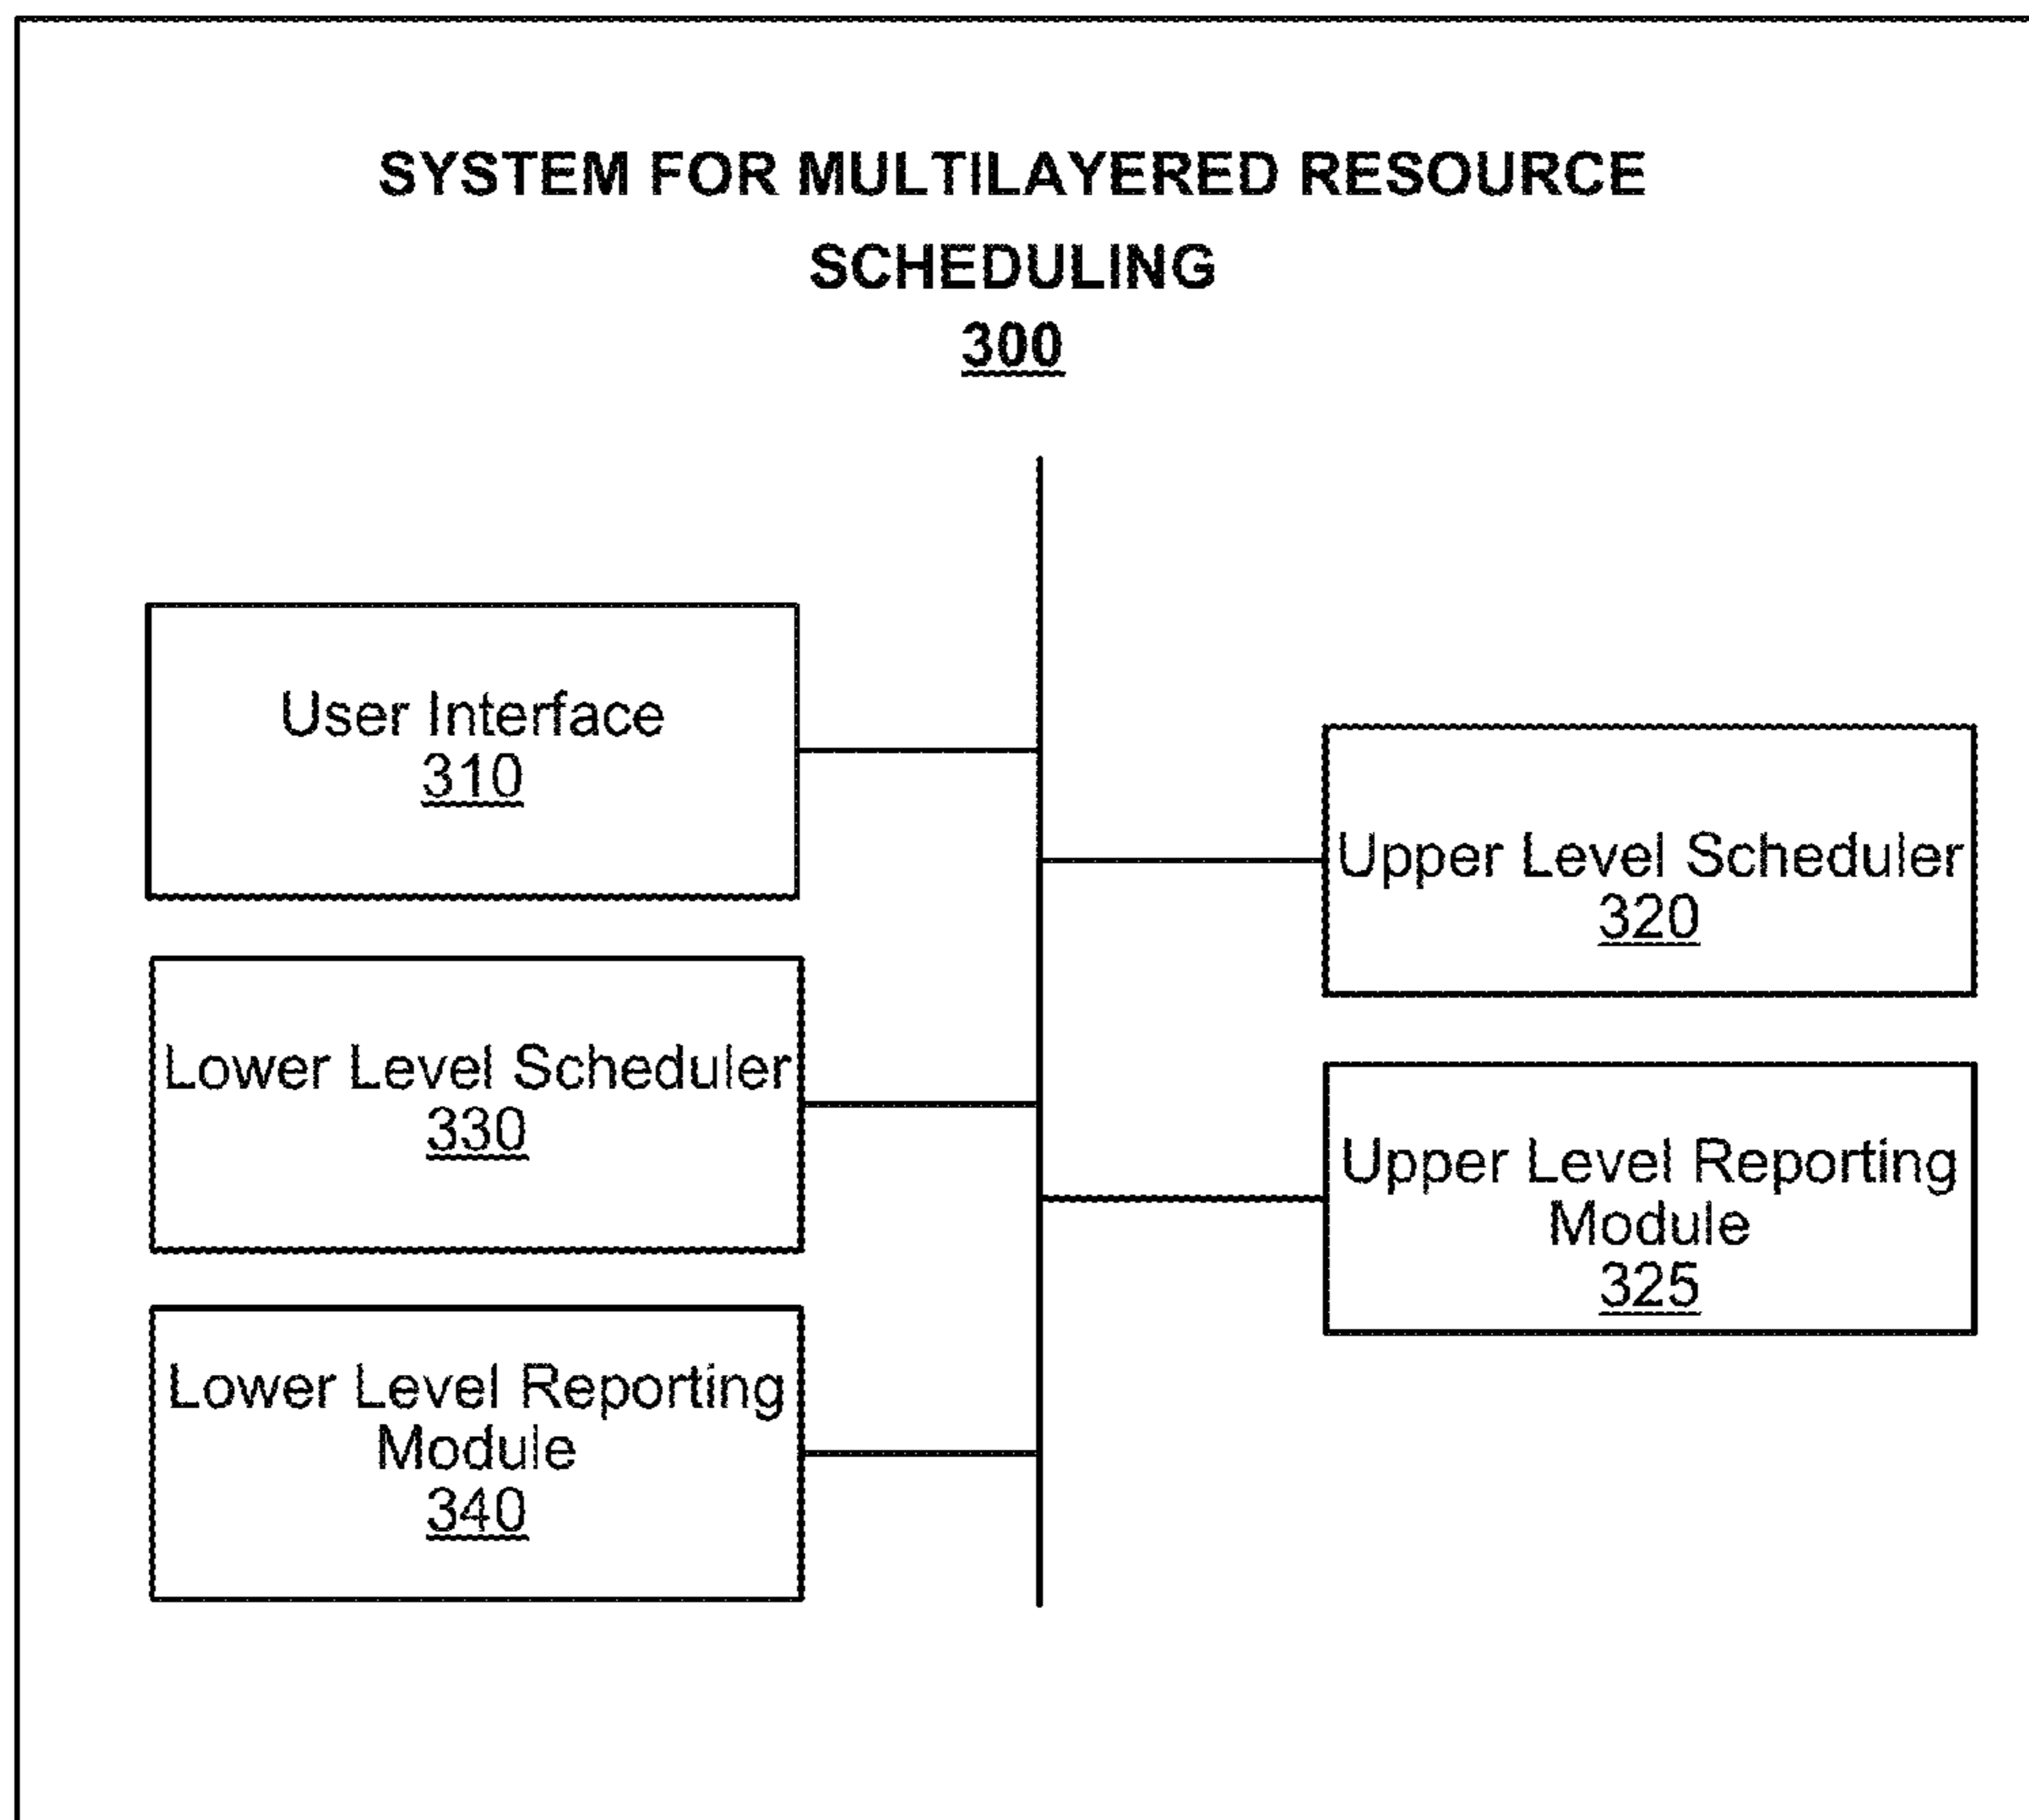 SYSTEM FOR MULTILAYERED RESOURCE
SCHEDULING
300
User Interface
310
Upper Level Scheduler
320
Lower Level Scheduler
330
Upper Level Reporting
Module
325
Lower Level Reporting
Module
340